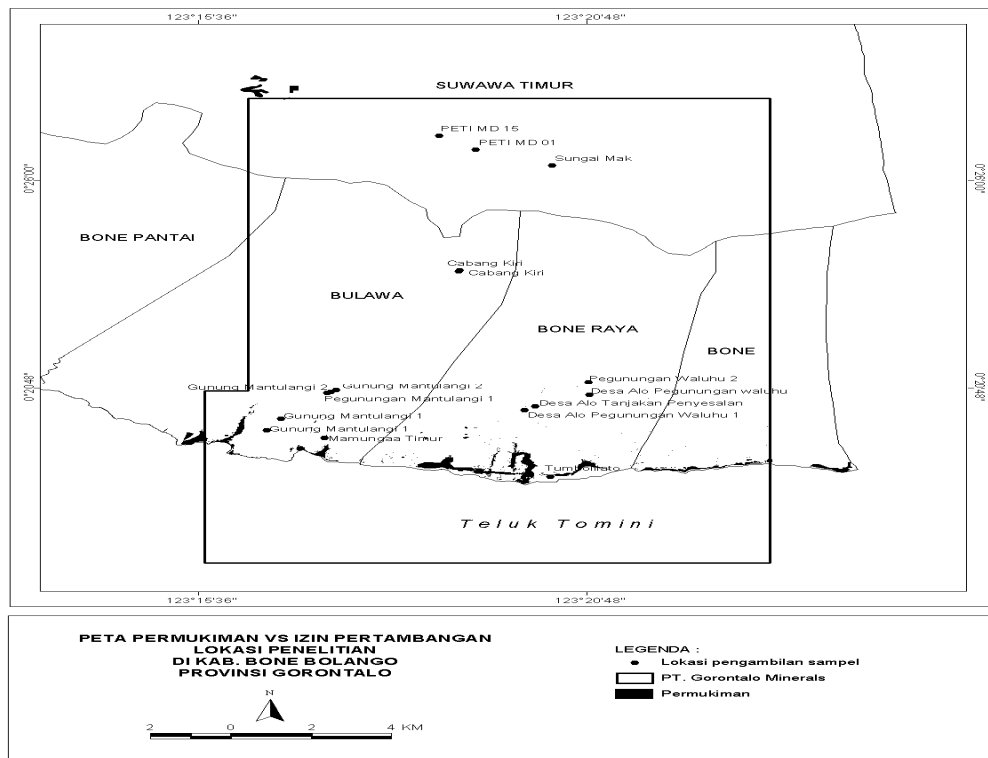 123°15'36" 123°20'48"
SUWAWA TIMUR
PETI MD 15
PETI MD 01
Sungai Mak
0°26'00" 0°26'00"
BONE PANTAI
Cabang Kiri
Cabang Kiri
BULAWA
BONE RAYA
BONE
0°20'48" 0°20'48"
Pegunungan Waluhu 2
Gunung Mantulangi 2 Gunung Mantulangi 2
Desa Alo Pegunungan waluhu
Pegunungan Mantulangi 1
Desa Alo Tanjakan Penyesalan
Gunung Mantulangi 1
Desa Alo Pegunungan Waluhu 1
Gunung Mantulangi 1
Mamungaa Timur
Teluk Tomini
123°15'36" 123°20'48"
PETA PERMUKIMAN VS IZIN PERTAMBANGAN
LOKASI PENELITIAN
DI KAB. BONE BOLANGO
PROVINSI GORONTALO
N
2 0 2 4 KM
LEGENDA :
Lokasi pengambilan sampel
PT. Gorontalo Minerals
Permukiman